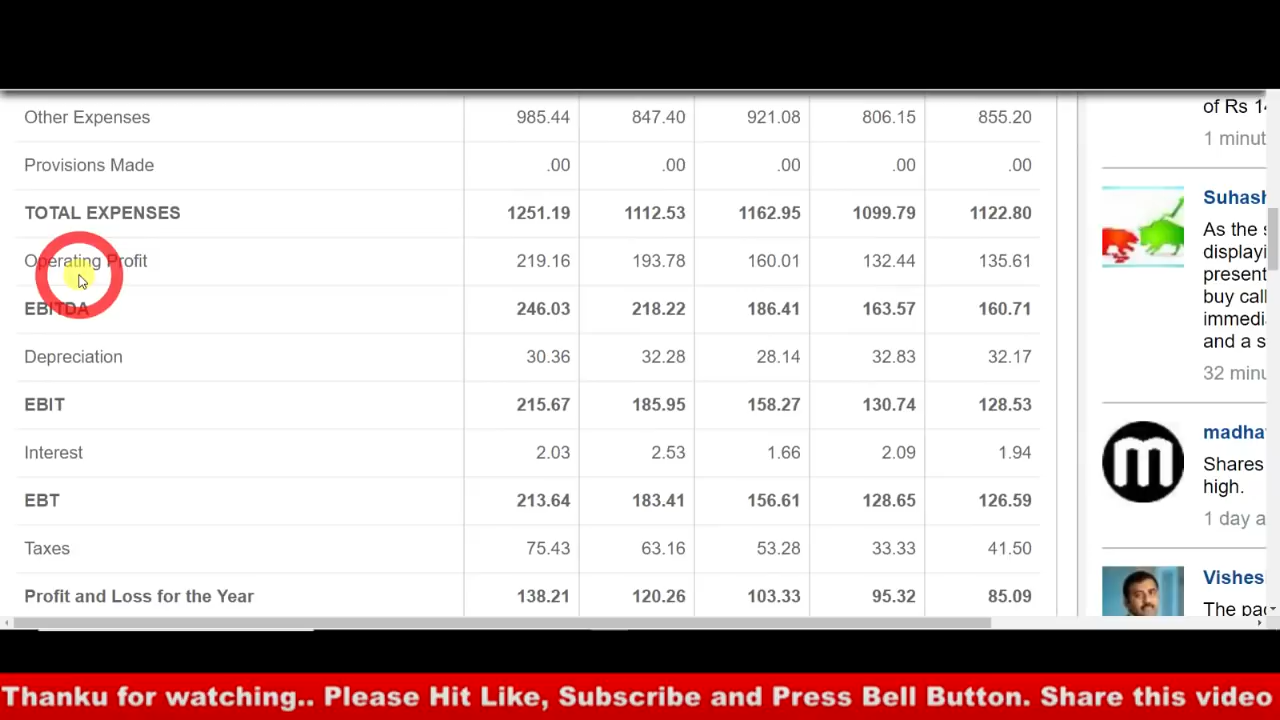 Other Expenses 985.44 847.40 921.08 806.15 855.20
Provisions Made .00 .00 .00 .00 .00
TOTAL EXPENSES 1251.19 1112.53 1162.95 1099.79 1122.80
Operating Profit 219.16 193.78 160.01 132.44 135.61
EBITDA 246.03 218.22 186.41 163.57 160.71
Depreciation 30.36 32.28 28.14 32.83 32.17
EBIT 215.67 185.95 158.27 130.74 128.53
Interest 2.03 2.53 1.66 2.09 1.94
EBT 213.64 183.41 156.61 128.65 126.59
Taxes 75.43 63.16 53.28 33.33 41.50
Profit and Loss for the Year 138.21 120.26 103.33 95.32 85.09
of Rs 14
1 minut
Suhash
As the s
displayi
present
buy call
immedi
and a s
32 minu
m
madha
Shares
high.
1 day a
Vishes
The pac
Thanku for watching.. Please Hit Like, Subscribe and Press Bell Button. Share this video